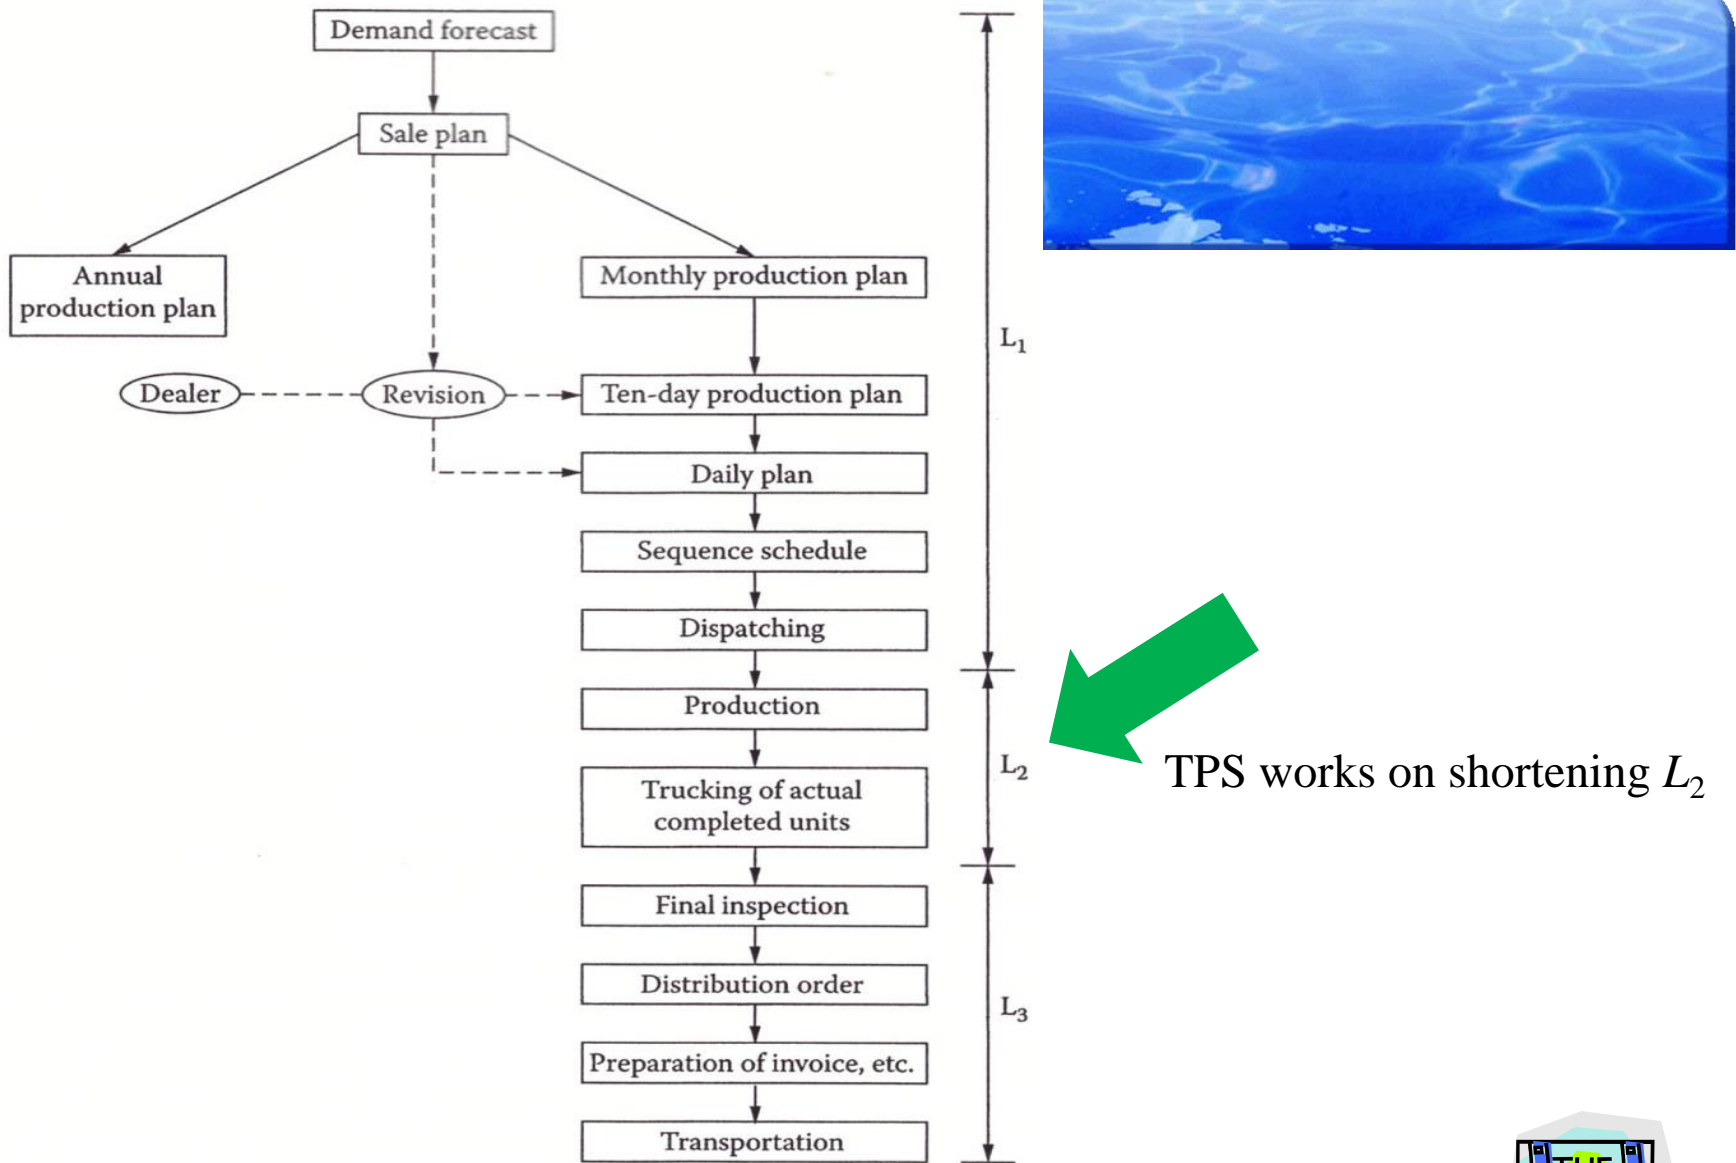 Demand forecast
Sale plan
Annual
production plan
Monthly production plan
L₁
Dealer
Revision
Ten-day production plan
Daily plan
Sequence schedule
Dispatching
Production
L₂
TPS works on shortening L₂
Trucking of actual
completed units
Final inspection
Distribution order
L₃
Preparation of invoice, etc.
Transportation
THE